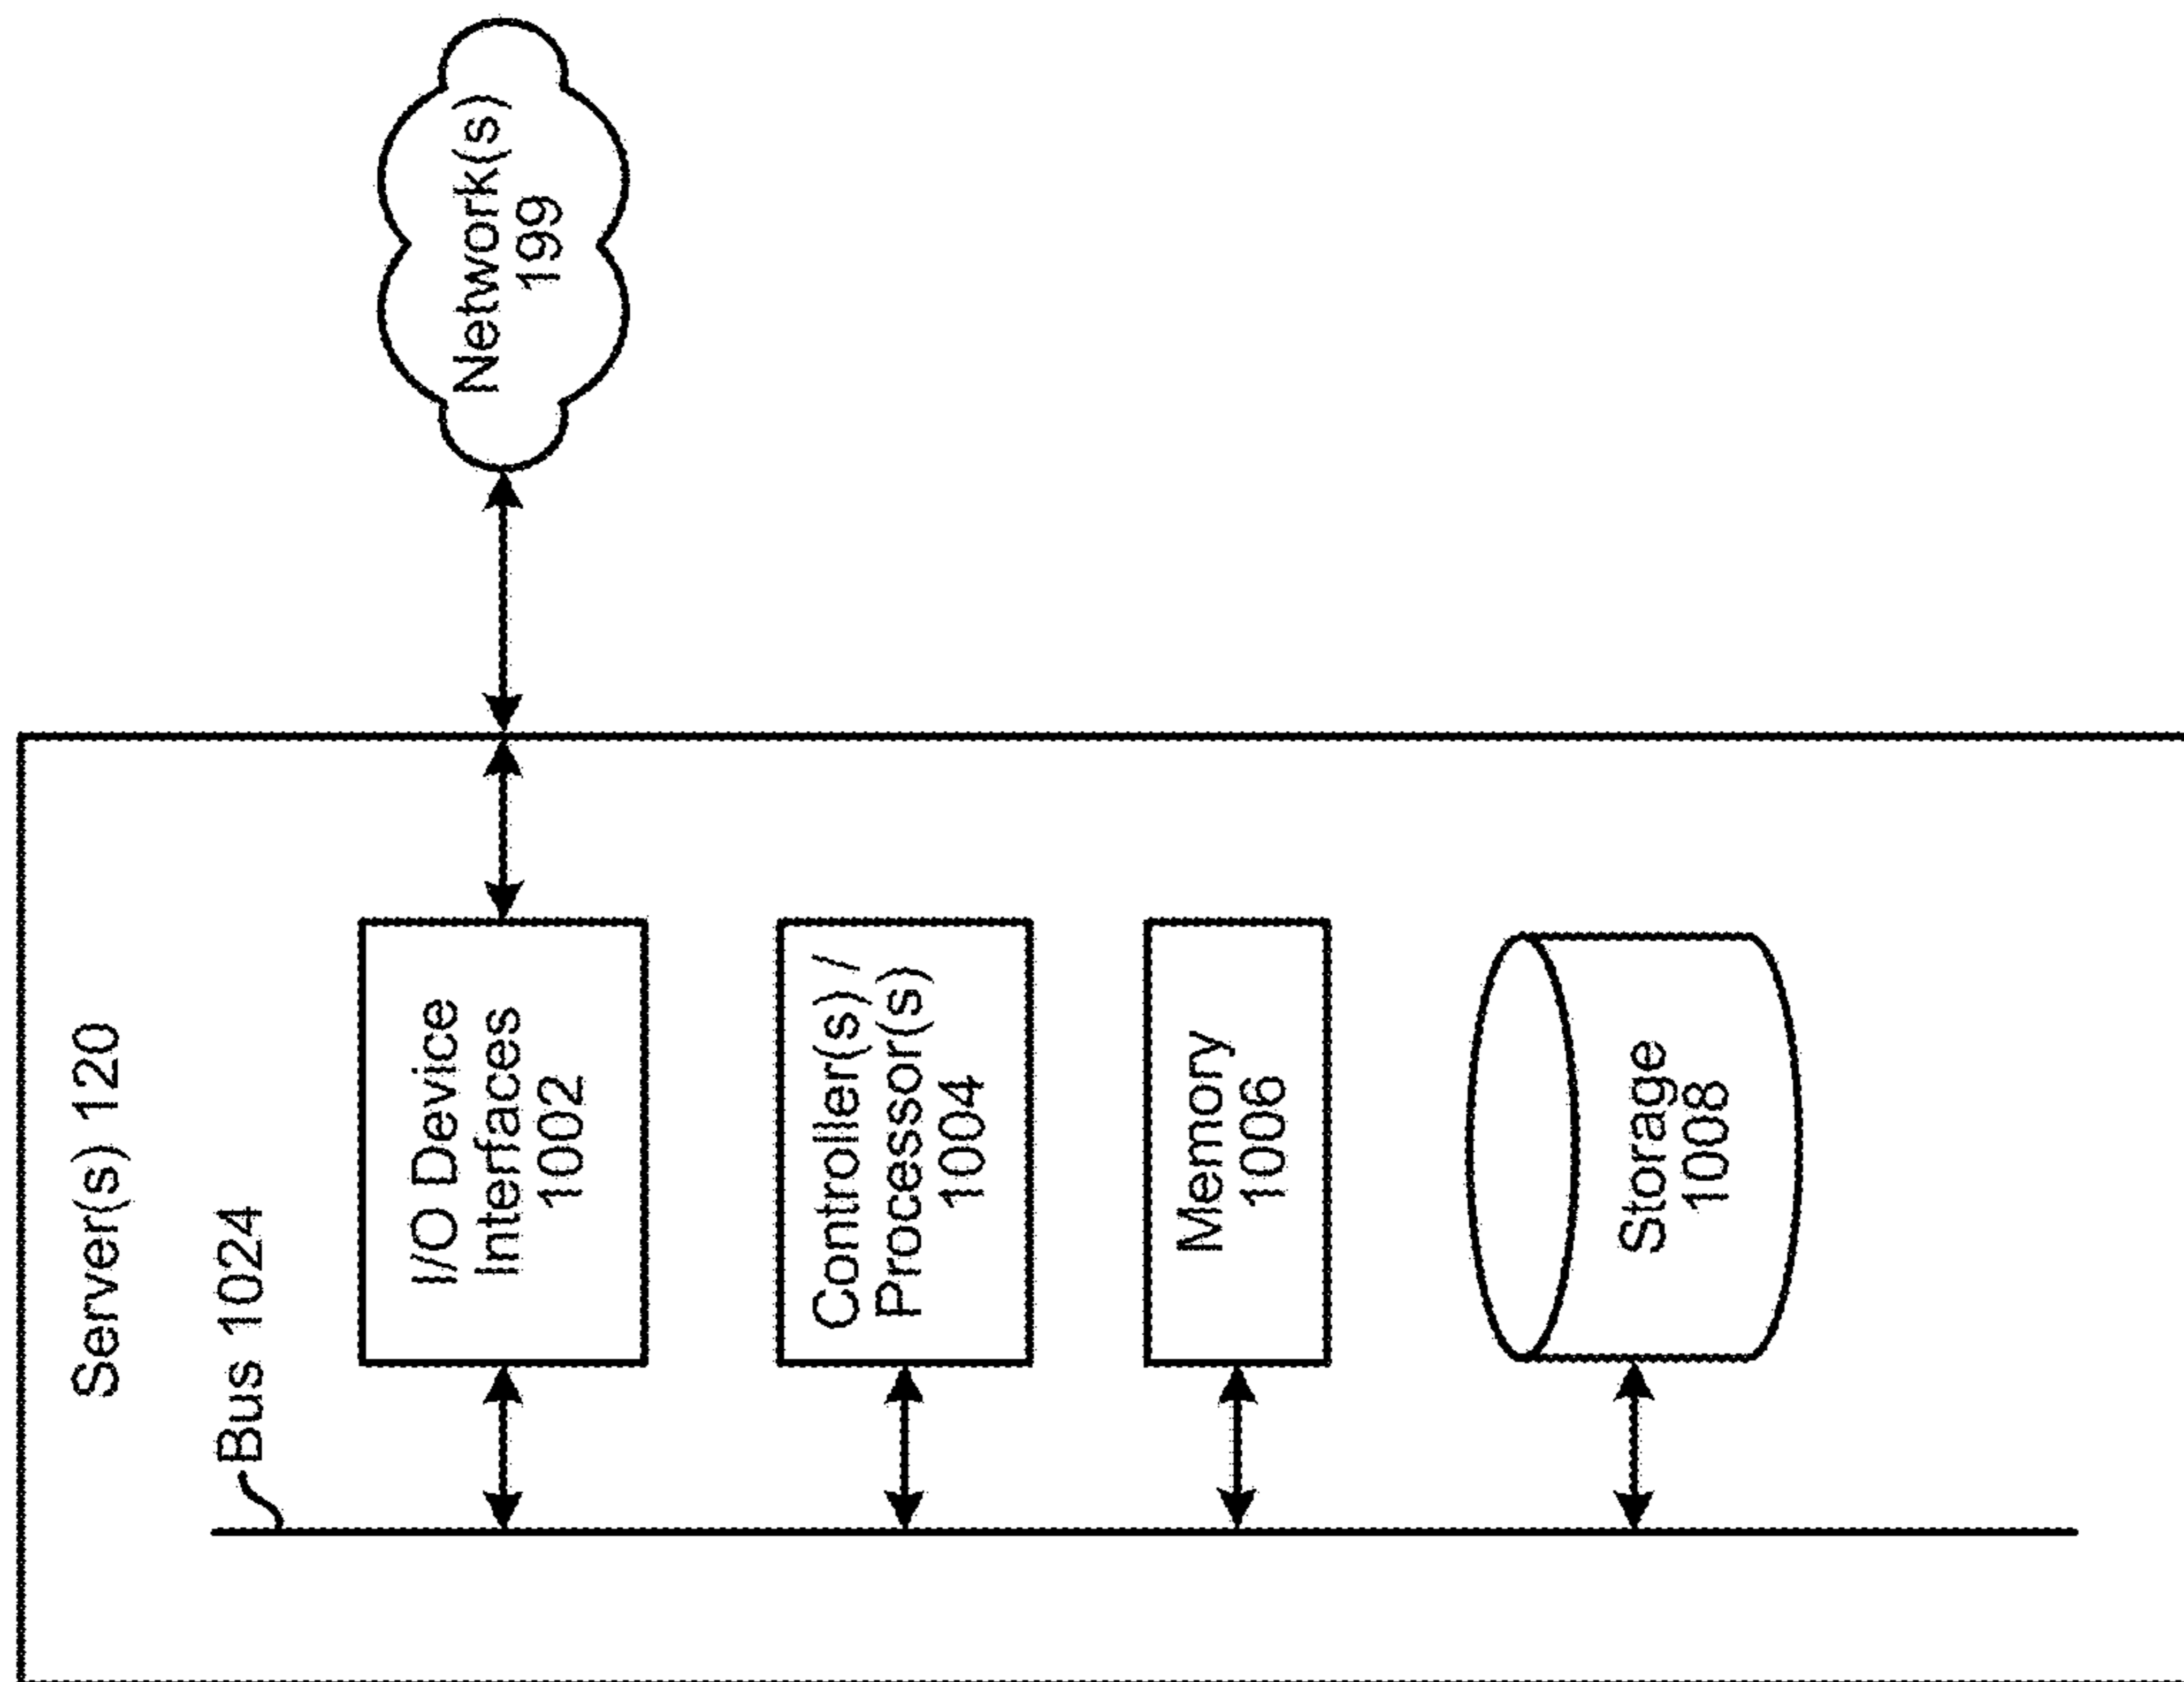 Server(s) 120
Bus 1024
I/O Device
Interfaces
1002
Network(s)
199
Controller(s) /
Processor(s)
1004
Memory
1006
Storage
1008